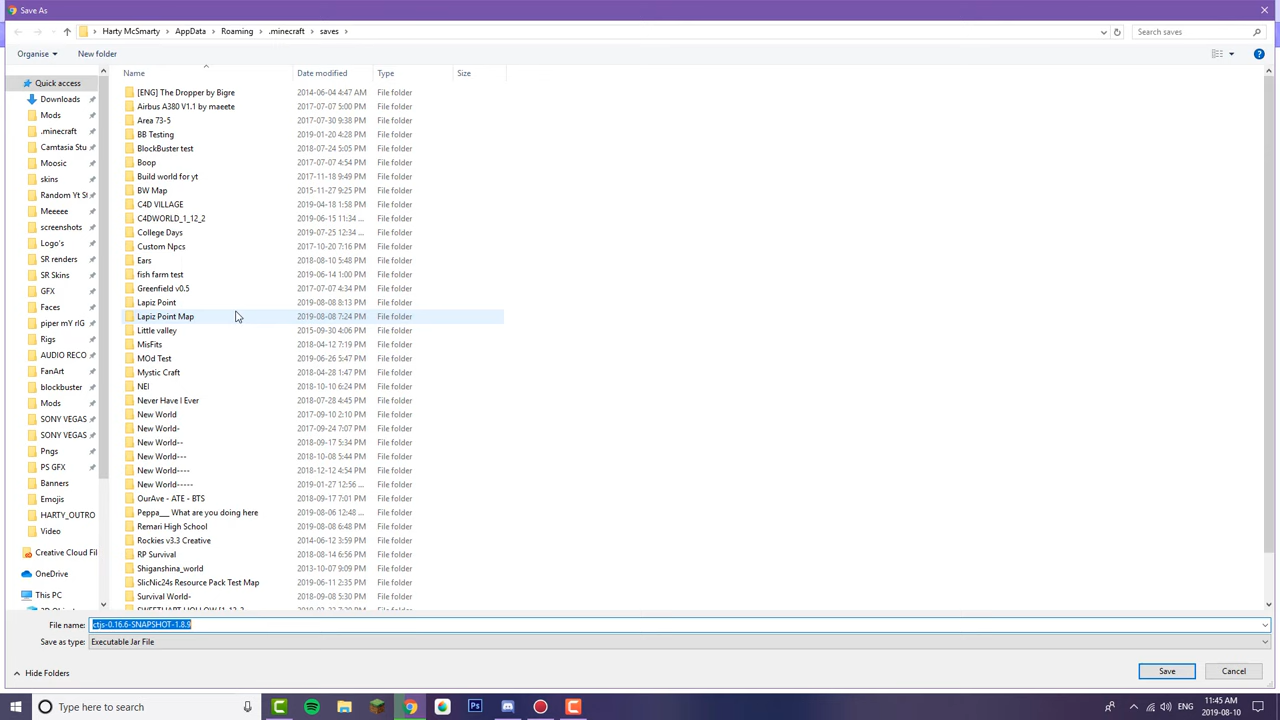 Save As
Harty McSmarty > AppData > Roaming > .minecraft > saves >
Search saves
Organise
New folder
Name
Date modified
Type
Size
Quick access
Downloads
Mods
.minecraft
Camtasia Stu
Moosic
skins
Random Yt St
Meeeee
screenshots
Logo's
SR renders
SR Skins
GFX
Faces
piper mY rIG
Rigs
AUDIO RECO
FanArt
blockbuster
Mods
SONY VEGAS
SONY VEGAS
Pngs
PS GFX
Banners
Emojis
HARTY_OUTRO
Video
Creative Cloud Fil
OneDrive
This PC
[ENG] The Dropper by Bigre 2014-06-04 4:47 AM File folder
Airbus A380 V1.1 by maeete 2017-07-07 5:00 PM File folder
Area 73-5 2017-07-30 9:38 PM File folder
BB Testing 2019-01-20 4:28 PM File folder
BlockBuster test 2018-07-24 5:05 PM File folder
Boop 2017-07-07 4:54 PM File folder
Build world for yt 2017-11-18 9:49 PM File folder
BW Map 2015-11-27 9:25 PM File folder
C4D VILLAGE 2019-04-18 1:58 PM File folder
C4DWORLD_1_12_2 2019-06-15 11:34 ... File folder
College Days 2019-07-25 12:34 ... File folder
Custom Npcs 2017-10-20 7:16 PM File folder
Ears 2018-08-10 5:48 PM File folder
fish farm test 2019-06-14 1:00 PM File folder
Greenfield v0.5 2017-07-07 4:34 PM File folder
Lapiz Point 2019-08-08 8:13 PM File folder
Lapiz Point Map 2019-08-08 7:24 PM File folder
Little valley 2015-09-30 4:06 PM File folder
MisFits 2018-04-12 7:19 PM File folder
MOd Test 2019-06-26 5:47 PM File folder
Mystic Craft 2018-04-28 1:47 PM File folder
NEI 2018-10-10 6:24 PM File folder
Never Have I Ever 2018-07-28 4:45 PM File folder
New World 2017-09-10 2:10 PM File folder
New World- 2017-09-24 7:07 PM File folder
New World-- 2018-09-17 5:34 PM File folder
New World--- 2018-10-08 5:44 PM File folder
New World---- 2018-12-12 4:54 PM File folder
New World----- 2019-01-27 12:56 ... File folder
OurAve - ATE - BTS 2018-09-17 7:01 PM File folder
Peppa___ What are you doing here 2019-08-06 12:48 ... File folder
Remari High School 2019-08-08 6:48 PM File folder
Rockies v3.3 Creative 2014-06-12 3:59 PM File folder
RP Survival 2018-08-14 6:56 PM File folder
Shiganshina_world 2013-10-07 9:09 PM File folder
SlicNic24s Resource Pack Test Map 2019-06-11 2:35 PM File folder
Survival World- 2018-09-08 5:30 PM File folder
File name: ctjs-0.16.6-SNAPSHOT-1.8.9
Save as type: Executable Jar File
Hide Folders
Save
Cancel
Type here to search
ENG
11:45 AM
2019-08-10